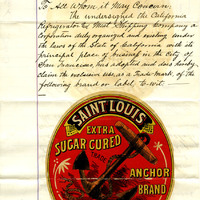 To All Whom it May Concern,
the undersigned the California
Refrigerator & Meat Shipping Company a
corporation duly organized and existing under
the laws of the State of California with its
principal place of business in the City of
San Francisco, has adopted and does hereby
claim the exclusive use, as a Trade Mark of the
following brand or label, to wit.
SAINT LOUIS
EXTRA
SUGAR CURED
TRADE
ANCHOR
BRAND